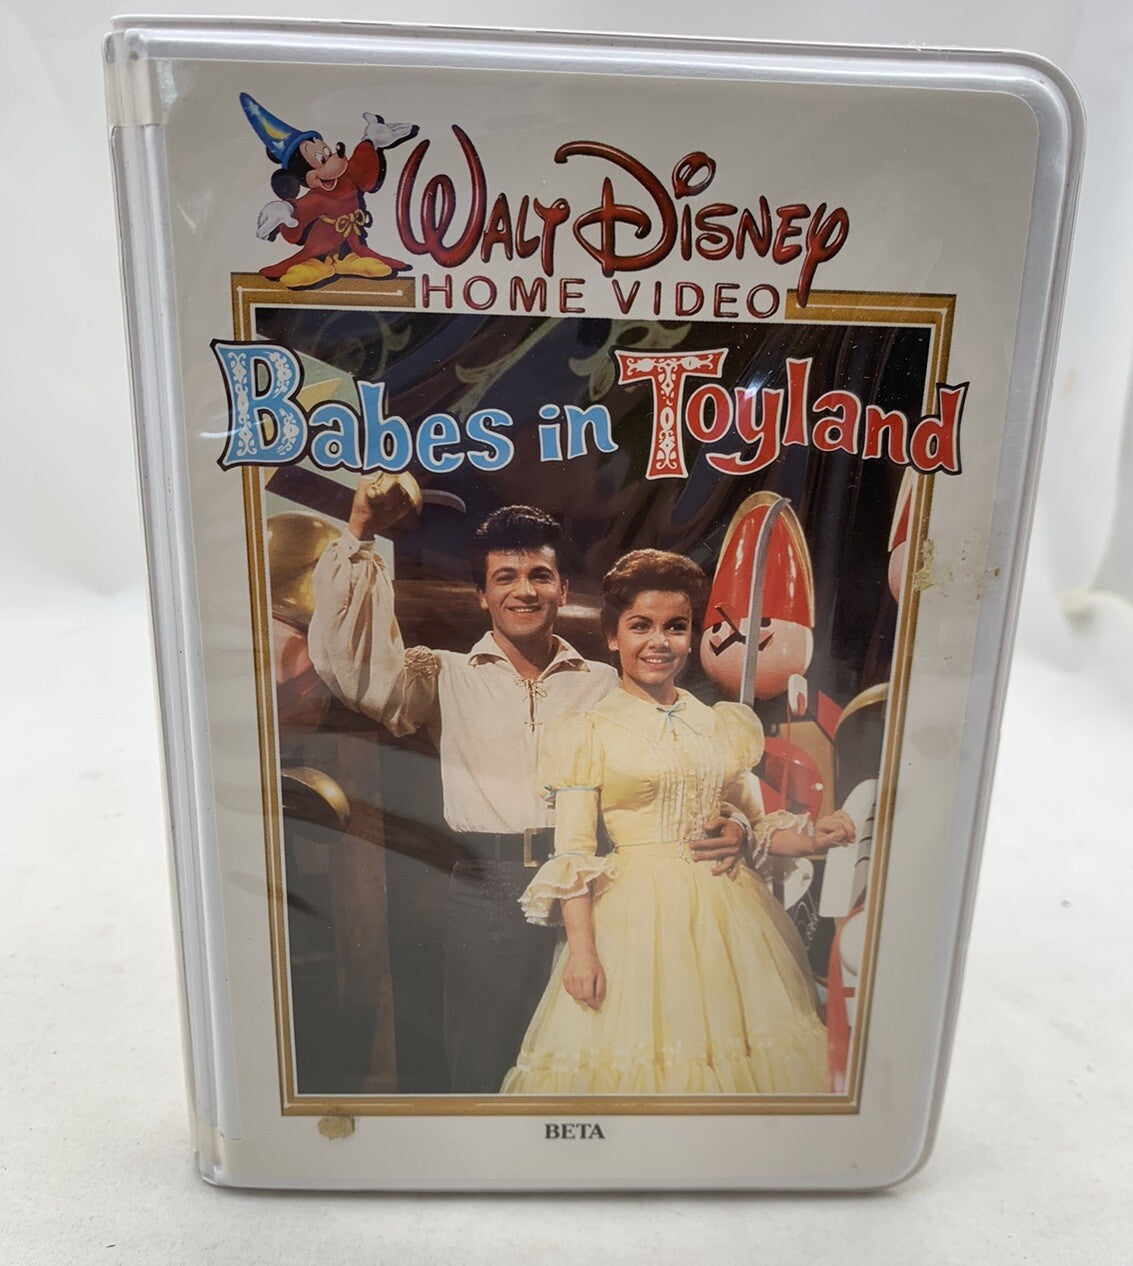 WALT DISNEY
HOME VIDEO
Babes in Toyland
BETA